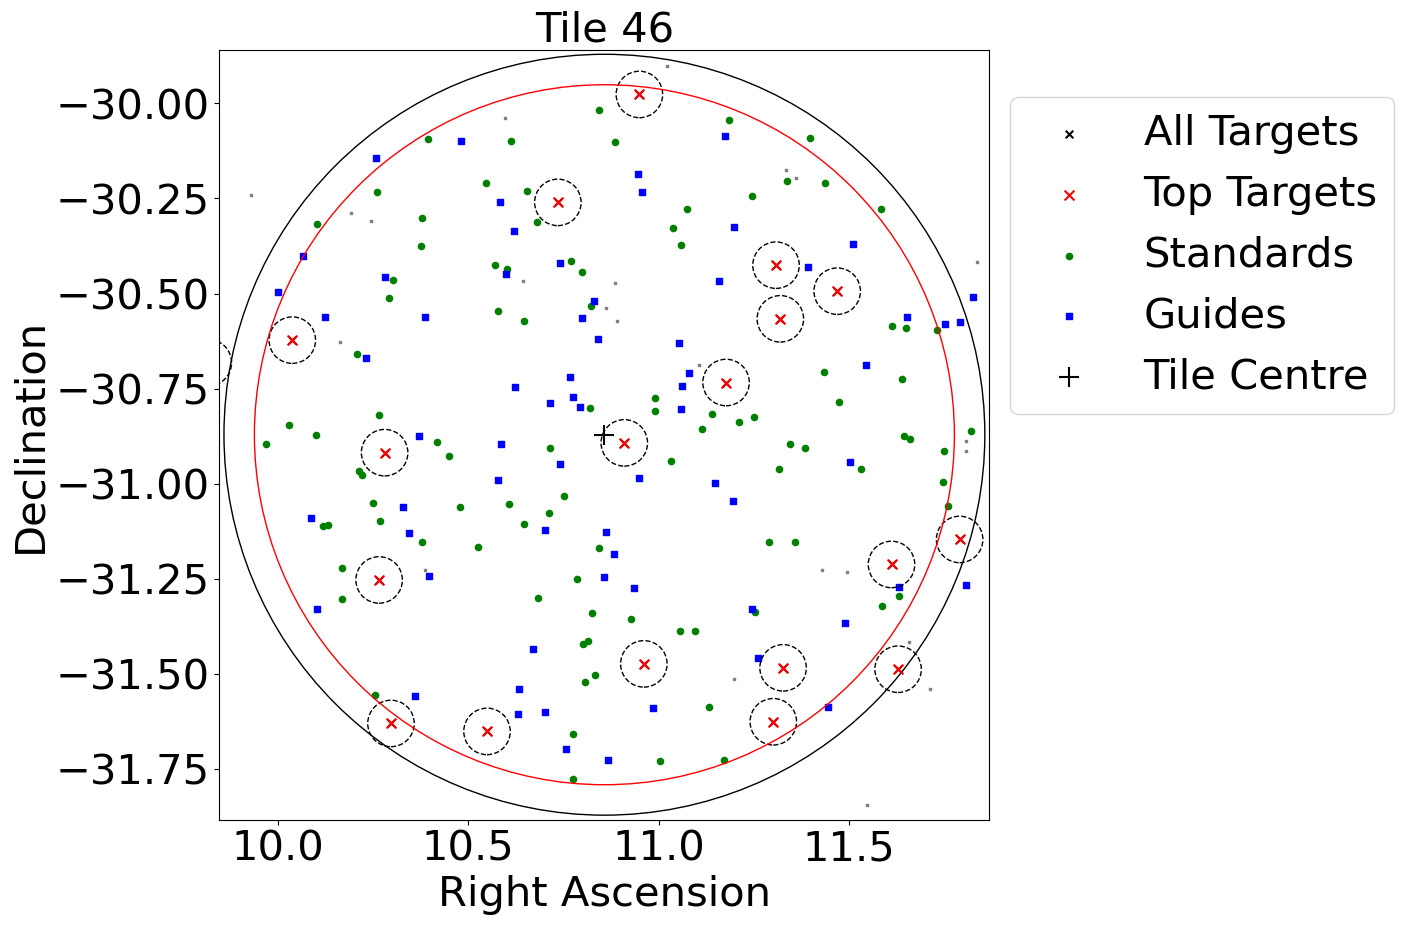 Tile 46
Declination
−30.00
−30.25
−30.50
−30.75
−31.00
−31.25
−31.50
−31.75
10.0
10.5
11.0
11.5
Right Ascension
All Targets
Top Targets
Standards
Guides
Tile Centre